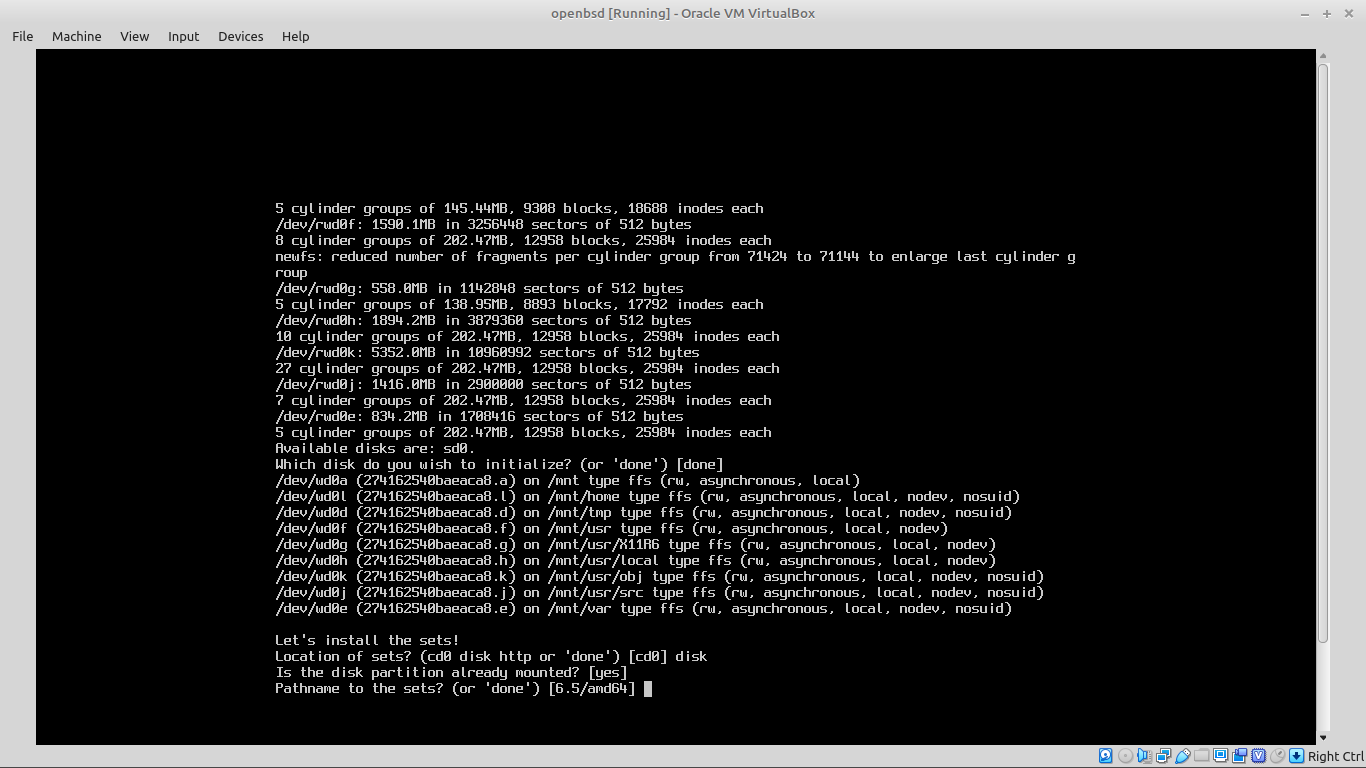 openbsd [Running] - Oracle VM VirtualBox
File Machine View Input Devices Help
5 cylinder groups of 145.44MB, 9308 blocks, 18688 inodes each
/dev/rwd0f: 1590.1MB in 3256448 sectors of 512 bytes
8 cylinder groups of 202.47MB, 12958 blocks, 25984 inodes each
newfs: reduced number of fragments per cylinder group from 71424 to 71144 to enlarge last cylinder g
roup
/dev/rwd0g: 558.0MB in 1142848 sectors of 512 bytes
5 cylinder groups of 138.95MB, 8893 blocks, 17792 inodes each
/dev/rwd0h: 1894.2MB in 3879360 sectors of 512 bytes
10 cylinder groups of 202.47MB, 12958 blocks, 25984 inodes each
/dev/rwd0k: 5352.0MB in 10960992 sectors of 512 bytes
27 cylinder groups of 202.47MB, 12958 blocks, 25984 inodes each
/dev/rwd0j: 1416.0MB in 2900000 sectors of 512 bytes
7 cylinder groups of 202.47MB, 12958 blocks, 25984 inodes each
/dev/rwd0e: 834.2MB in 1708416 sectors of 512 bytes
5 cylinder groups of 202.47MB, 12958 blocks, 25984 inodes each
Available disks are: sd0.
Which disk do you wish to initialize? (or 'done') [done]
/dev/wd0a (274162540baeaca8.a) on /mnt type ffs (rw, asynchronous, local)
/dev/wd0l (274162540baeaca8.l) on /mnt/home type ffs (rw, asynchronous, local, nodev, nosuid)
/dev/wd0d (274162540baeaca8.d) on /mnt/tmp type ffs (rw, asynchronous, local, nodev, nosuid)
/dev/wd0f (274162540baeaca8.f) on /mnt/usr type ffs (rw, asynchronous, local, nodev)
/dev/wd0g (274162540baeaca8.g) on /mnt/usr/X11R6 type ffs (rw, asynchronous, local, nodev)
/dev/wd0h (274162540baeaca8.h) on /mnt/usr/local type ffs (rw, asynchronous, local, nodev)
/dev/wd0k (274162540baeaca8.k) on /mnt/usr/obj type ffs (rw, asynchronous, local, nodev, nosuid)
/dev/wd0j (274162540baeaca8.j) on /mnt/usr/src type ffs (rw, asynchronous, local, nodev, nosuid)
/dev/wd0e (274162540baeaca8.e) on /mnt/var type ffs (rw, asynchronous, local, nodev, nosuid)
Let's install the sets!
Location of sets? (cd0 disk http or 'done') [cd0] disk
Is the disk partition already mounted? [yes]
Pathname to the sets? (or 'done') [6.5/amd64]
Right Ctrl